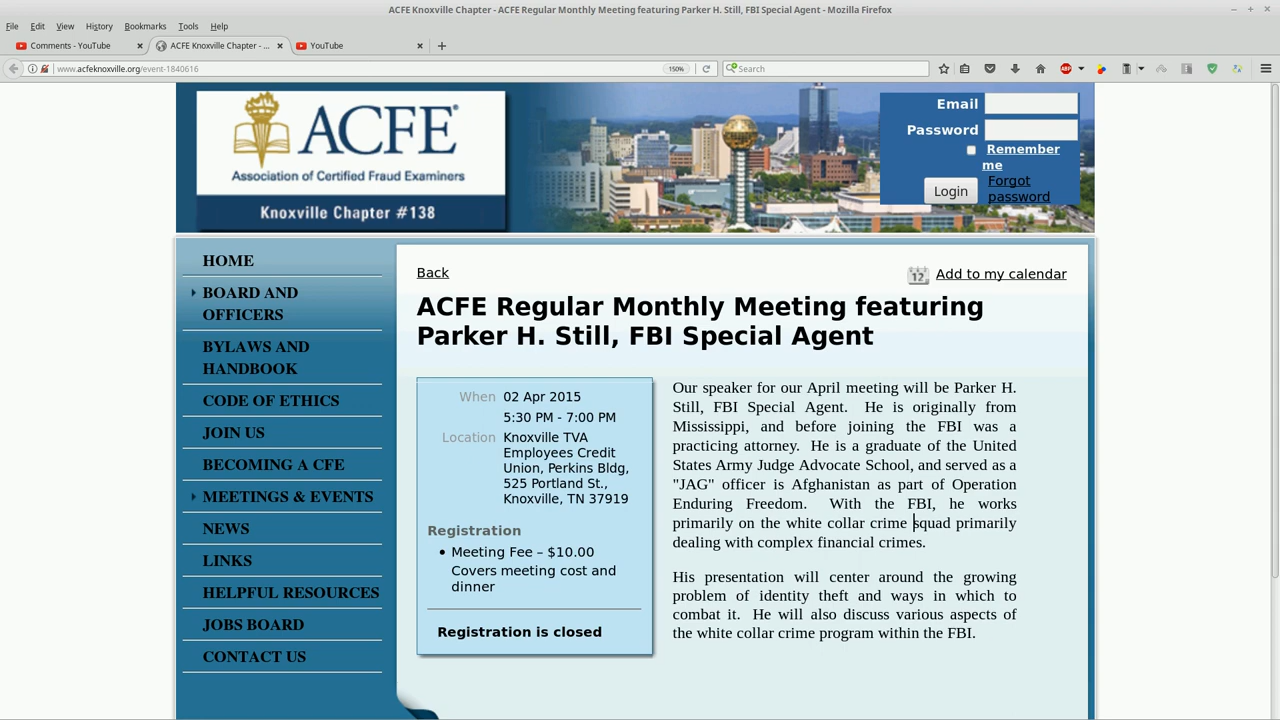 ACFE Knoxville Chapter - ACFE Regular Monthly Meeting featuring Parker H. Still, FBI Special Agent - Mozilla Firefox
File Edit View History Bookmarks Tools Help
Comments - YouTube
ACFE Knoxville Chapter - ...
YouTube
www.acfeknoxville.org/event-1840616
150%
Search
ABP
ACFE®
Association of Certified Fraud Examiners
Knoxville Chapter #138
Email
Password
Remember
me
Login
Forgot
password
HOME
BOARD AND
OFFICERS
BYLAWS AND
HANDBOOK
CODE OF ETHICS
JOIN US
BECOMING A CFE
MEETINGS & EVENTS
NEWS
LINKS
HELPFUL RESOURCES
JOBS BOARD
CONTACT US
Back
12
Add to my calendar
ACFE Regular Monthly Meeting featuring
Parker H. Still, FBI Special Agent
When 02 Apr 2015
5:30 PM - 7:00 PM
Location Knoxville TVA
Employees Credit
Union, Perkins Bldg,
525 Portland St.,
Knoxville, TN 37919
Registration
• Meeting Fee – $10.00
Covers meeting cost and
dinner
Registration is closed
Our speaker for our April meeting will be Parker H.
Still, FBI Special Agent. He is originally from
Mississippi, and before joining the FBI was a
practicing attorney. He is a graduate of the United
States Army Judge Advocate School, and served as a
"JAG" officer is Afghanistan as part of Operation
Enduring Freedom. With the FBI, he works
primarily on the white collar crime squad primarily
dealing with complex financial crimes.
His presentation will center around the growing
problem of identity theft and ways in which to
combat it. He will also discuss various aspects of
the white collar crime program within the FBI.